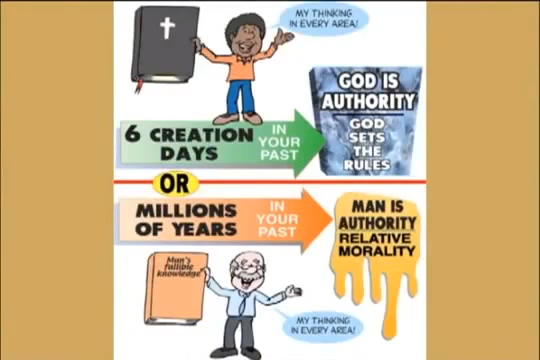 MY THINKING
IN EVERY AREA!
GOD IS
AUTHORITY
GOD
SETS
THE
RULES
6 CREATION
DAYS
IN
YOUR
PAST
OR
MILLIONS
OF YEARS
IN
YOUR
PAST
MAN IS
AUTHORITY
RELATIVE
MORALITY
Man's
fallible
knowledge
MY THINKING
IN EVERY AREA!